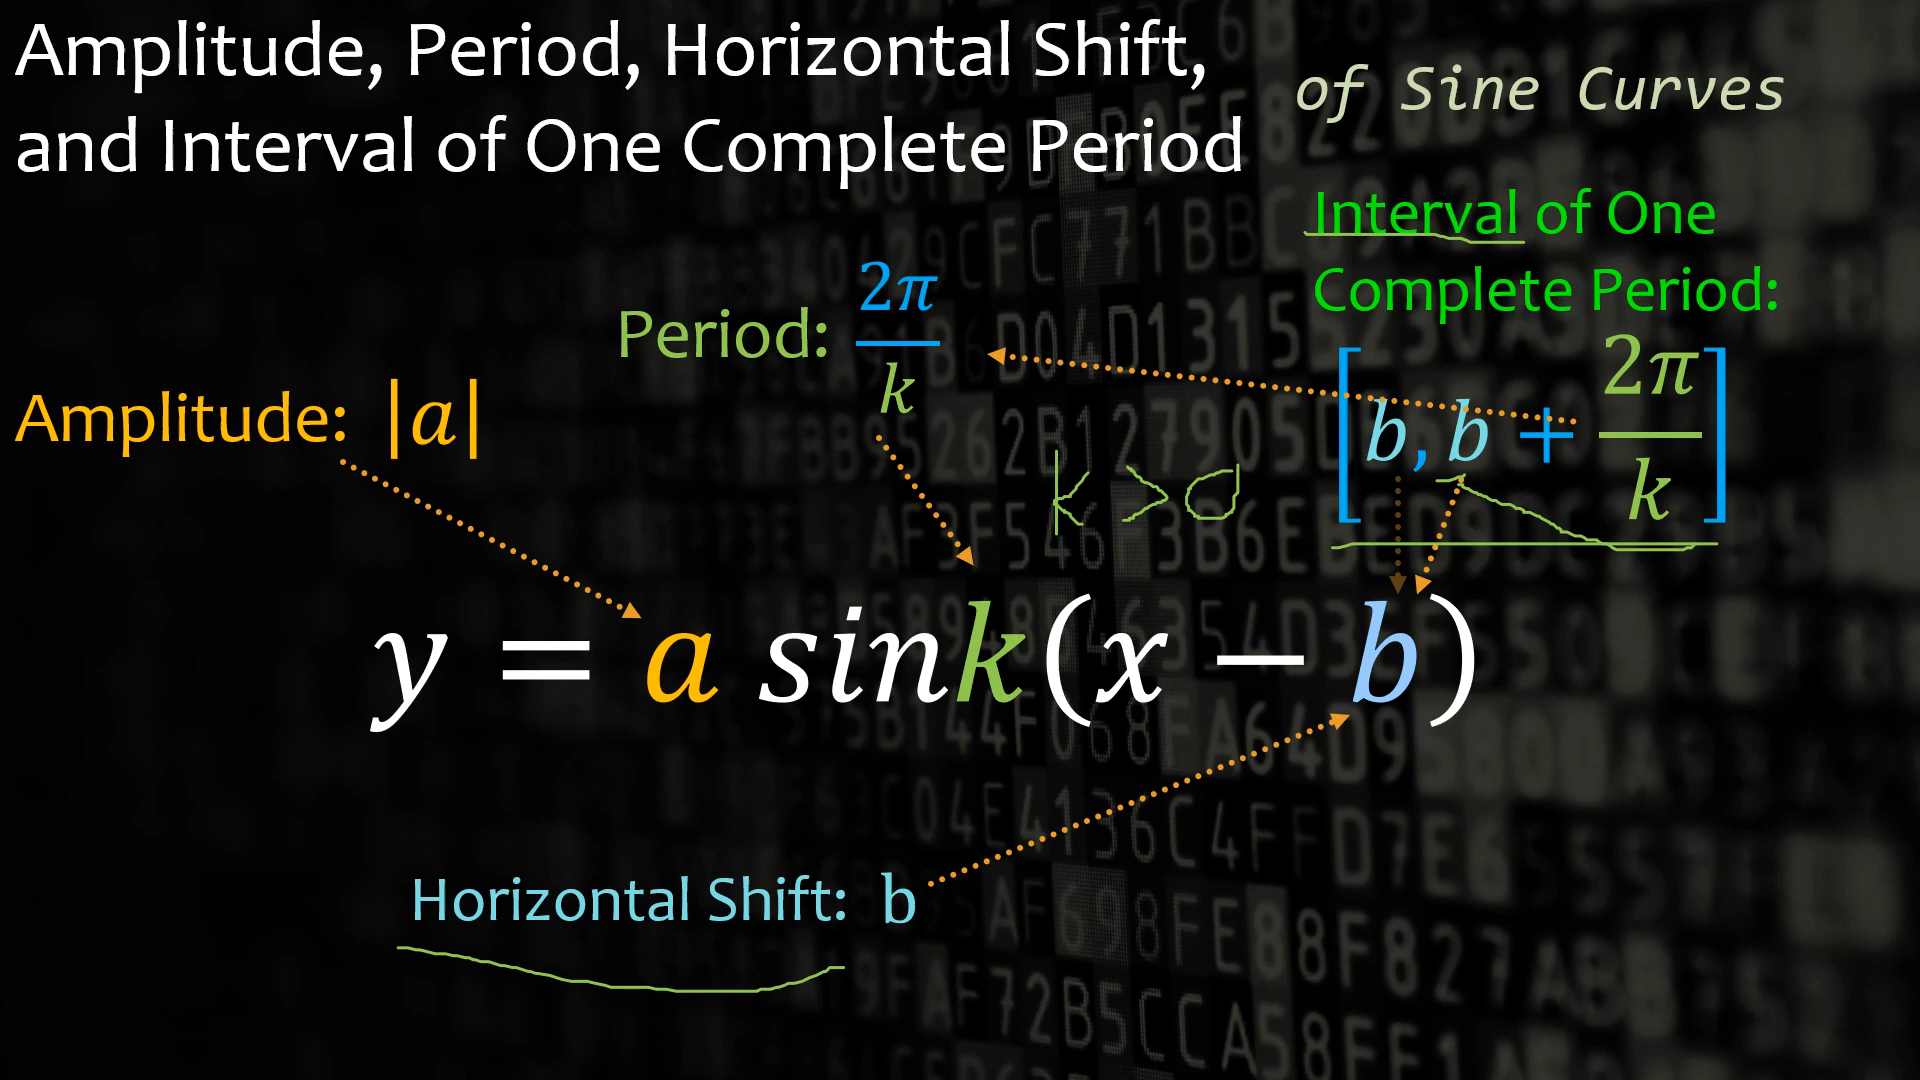 Amplitude, Period, Horizontal Shift,
and Interval of One Complete Period
of Sine Curves
Interval of One
Complete Period:
[b, b + 2π/k]
Period: 2π/k
Amplitude: |a|
k > 0
y = a sink(x − b)
Horizontal Shift: b